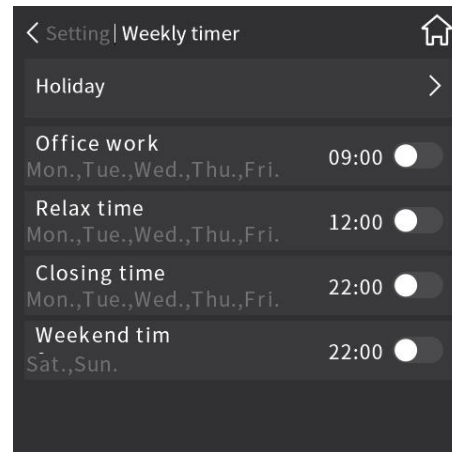 Setting| Weekly timer
Holiday
Office work
Mon.,Tue.,Wed.,Thu.,Fri.
09:00
Relax time
Mon.,Tue.,Wed.,Thu.,Fri.
12:00
Closing time
Mon.,Tue.,Wed.,Thu.,Fri.
22:00
Weekend tim
Sat.,Sun.
22:00